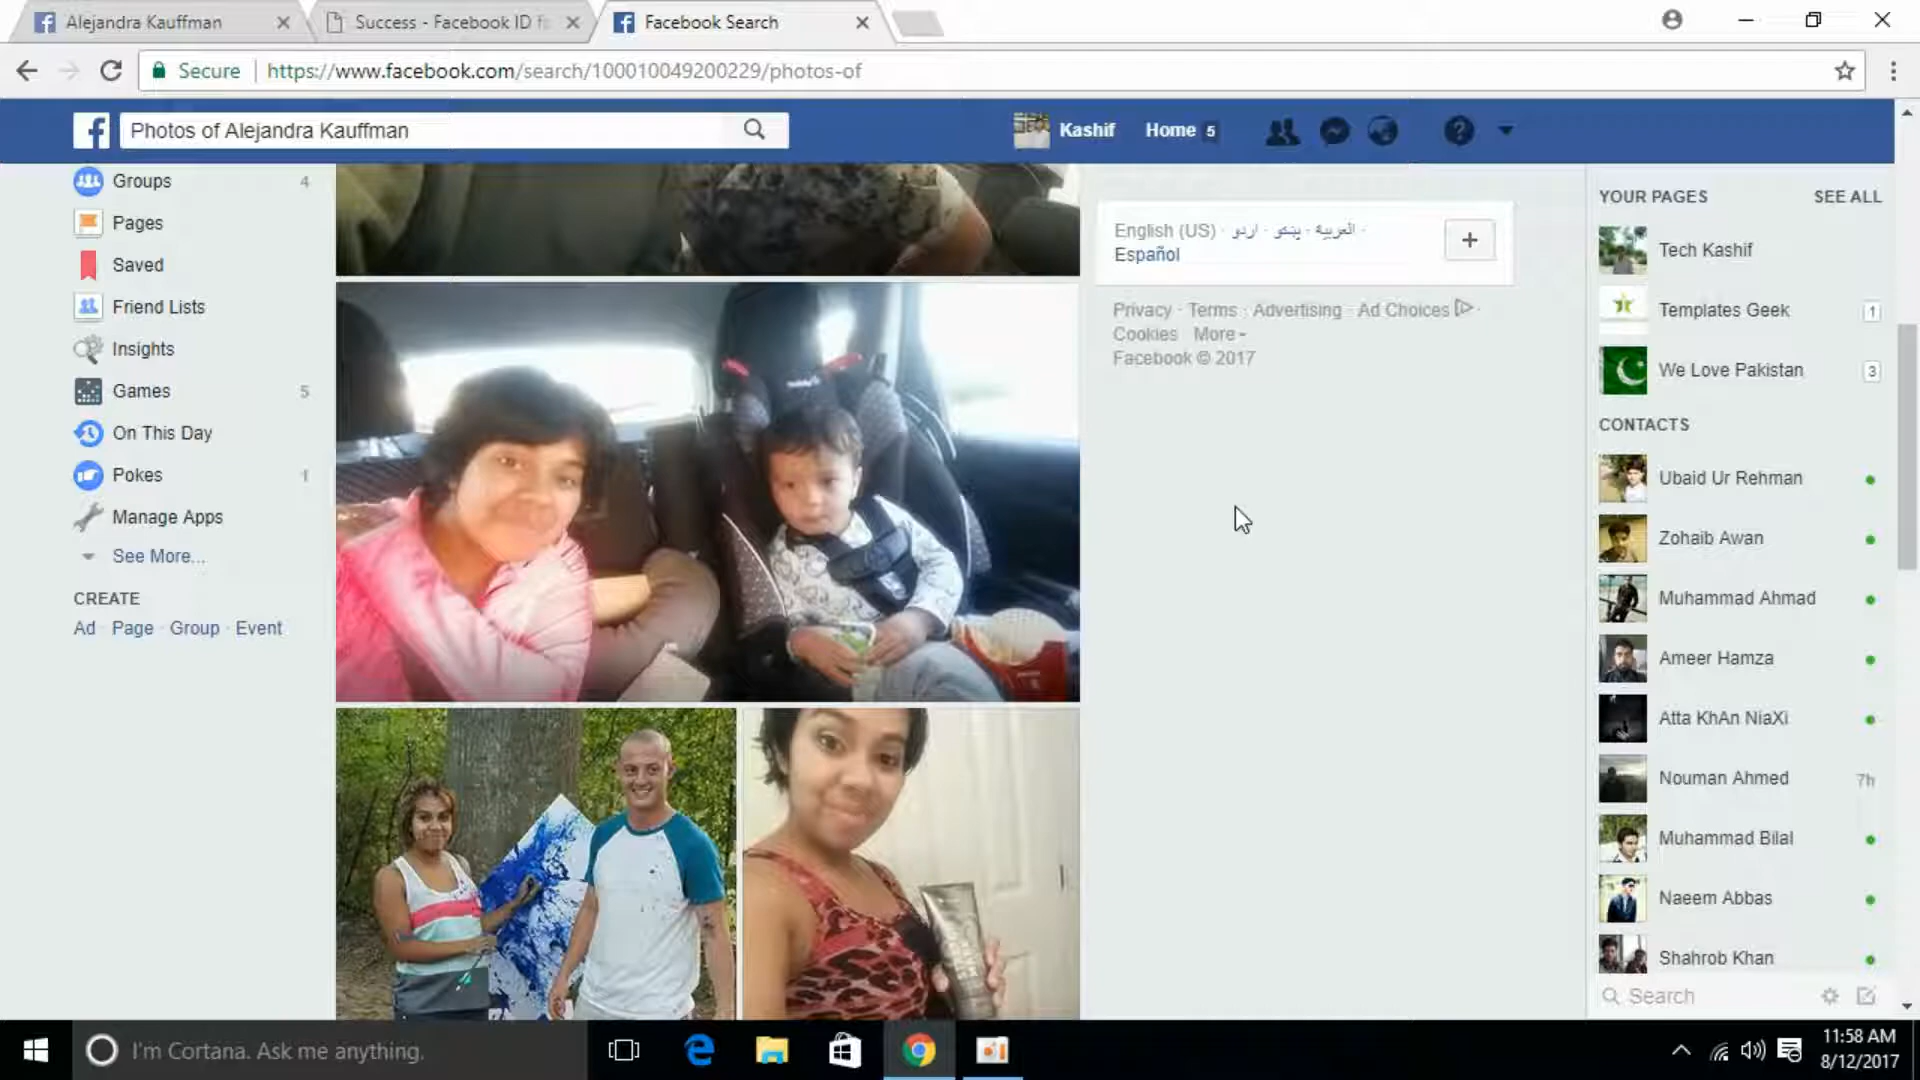 Alejandra Kauffman
Success - Facebook ID f
Facebook Search
Secure
https://www.facebook.com/search/100010049200229/photos-of
Photos of Alejandra Kauffman
Kashif
Home 5
Groups 4
Pages
Saved
Friend Lists
Insights
Games 5
On This Day
Pokes 1
Manage Apps
See More...
CREATE
Ad · Page · Group · Event
English (US) · اردو · پښتو · العربية ·
Español
+
Privacy · Terms · Advertising · Ad Choices ·
Cookies · More
Facebook © 2017
YOUR PAGES SEE ALL
Tech Kashif
Templates Geek 1
We Love Pakistan 3
CONTACTS
Ubaid Ur Rehman
Zohaib Awan
Muhammad Ahmad
Ameer Hamza
Atta KhAn NiaXi
Nouman Ahmed 7h
Muhammad Bilal
Naeem Abbas
Shahrob Khan
Search
I'm Cortana. Ask me anything.
11:58 AM
8/12/2017